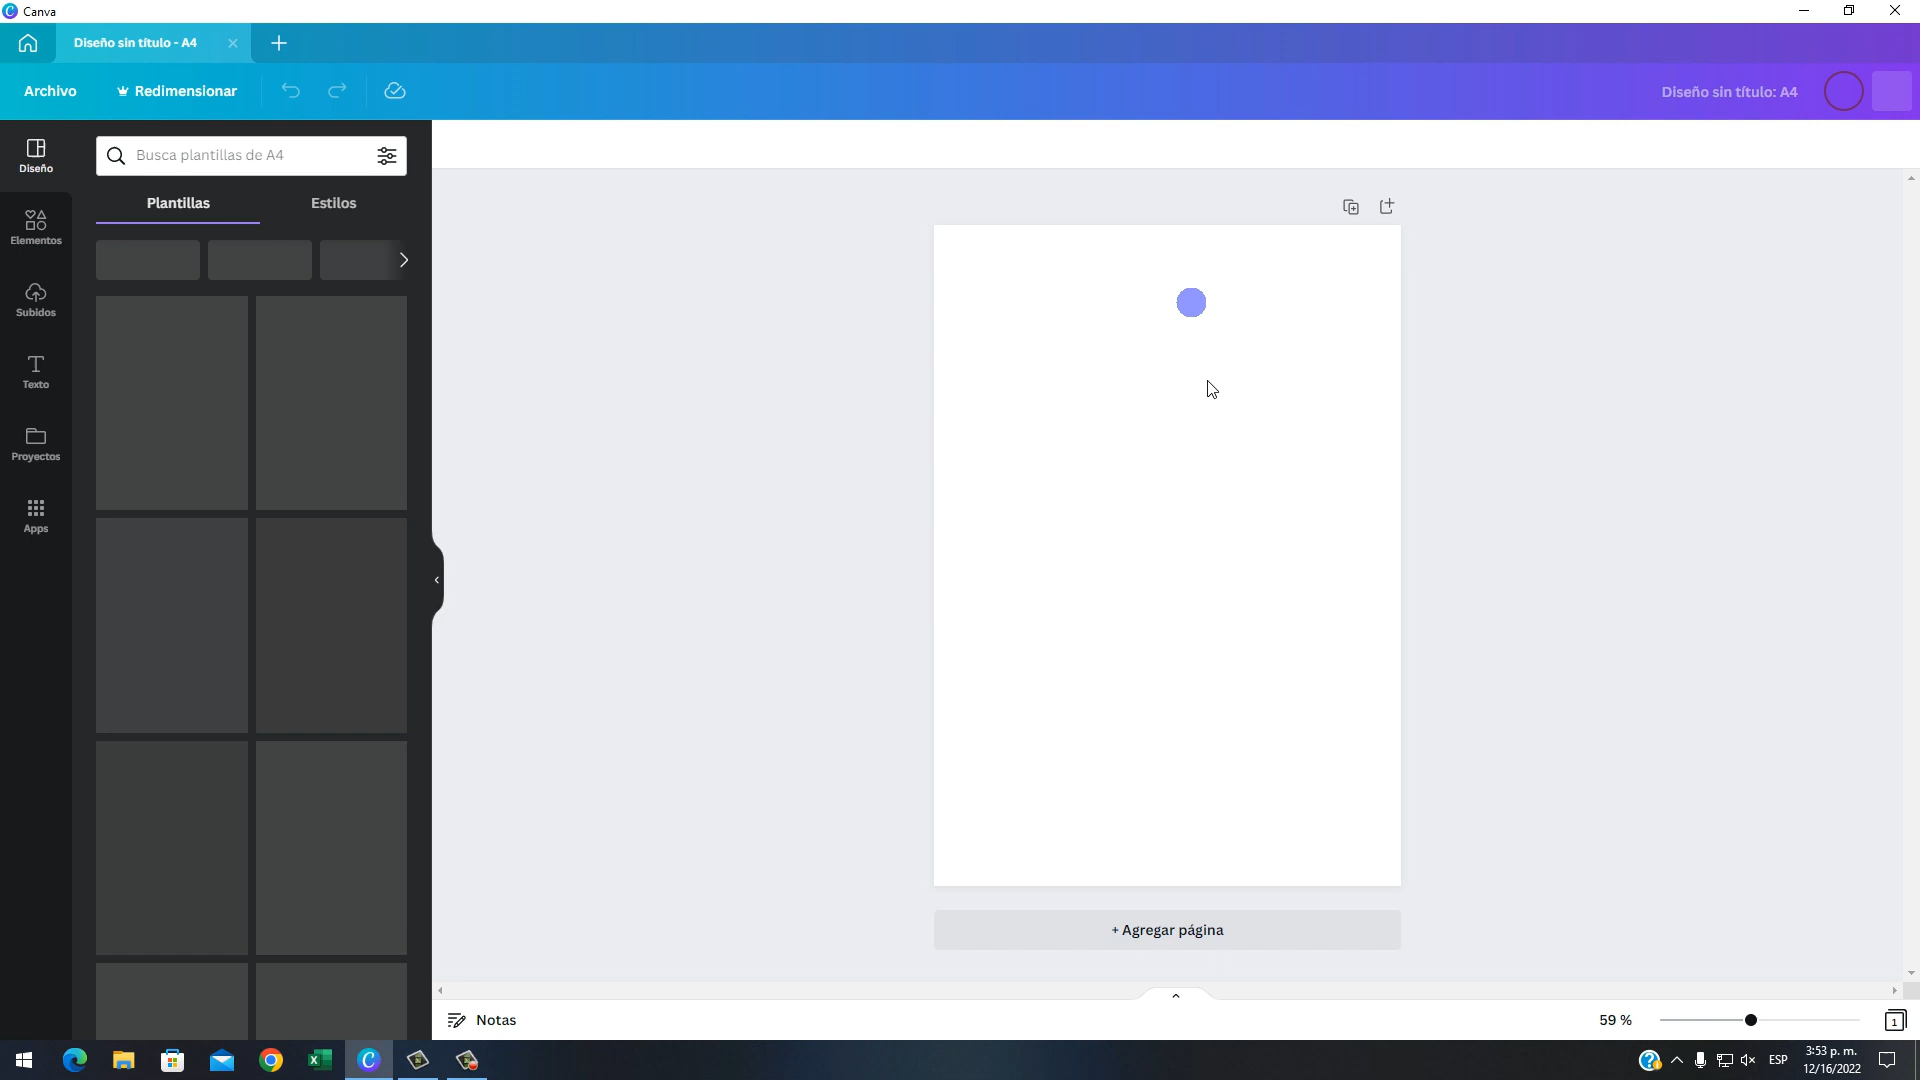 Canva
Diseño sin título - A4
Archivo
Redimensionar
Diseño sin título: A4
Diseño
Busca plantillas de A4
Plantillas
Estilos
Elementos
Subidos
Texto
Proyectos
Apps
+ Agregar página
Notas
59 %
1
ESP
3:53 p. m.
12/16/2022